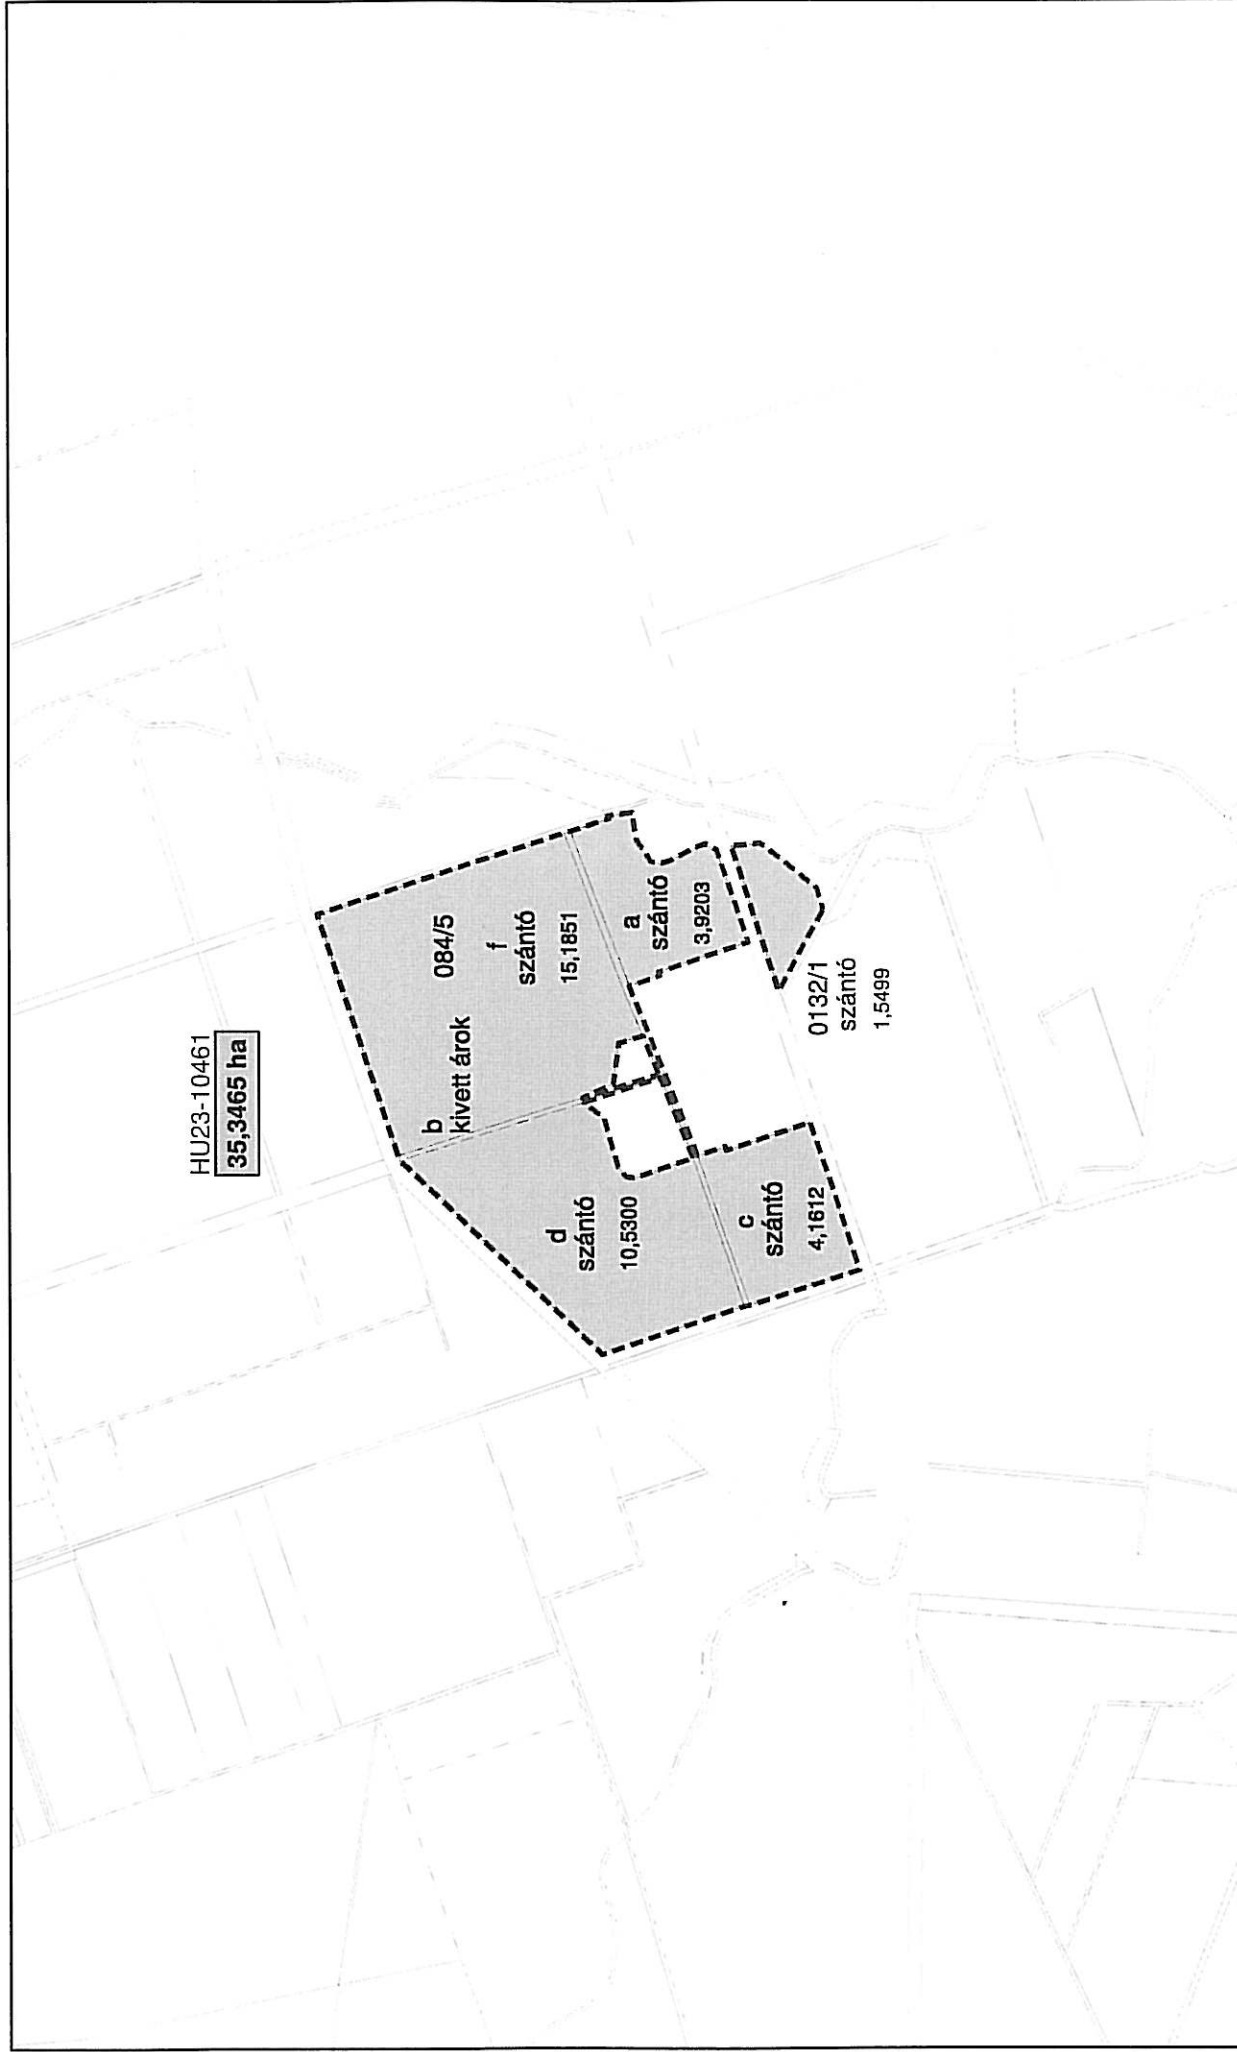 HU23-10461
35,3465 ha
084/5
b
kivett árok
f
szántó
15,1851
d
szántó
10,5300
a
szántó
3,9203
c
szántó
4,1612
0132/1
szántó
1,5499